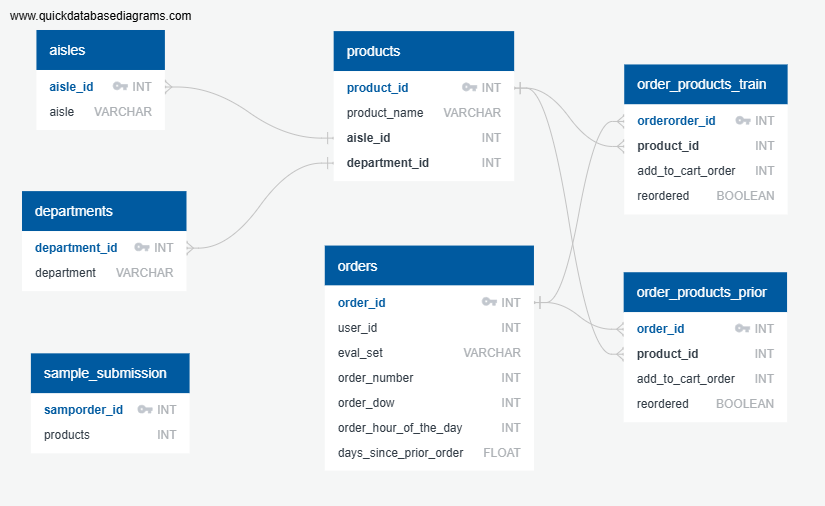 www.quickdatabasediagrams.com
aisles
aisle_id INT
aisle VARCHAR
departments
department_id INT
department VARCHAR
sample_submission
samporder_id INT
products INT
products
product_id INT
product_name VARCHAR
aisle_id INT
department_id INT
orders
order_id INT
user_id INT
eval_set VARCHAR
order_number INT
order_dow INT
order_hour_of_the_day INT
days_since_prior_order FLOAT
order_products_train
orderorder_id INT
product_id INT
add_to_cart_order INT
reordered BOOLEAN
order_products_prior
order_id INT
product_id INT
add_to_cart_order INT
reordered BOOLEAN